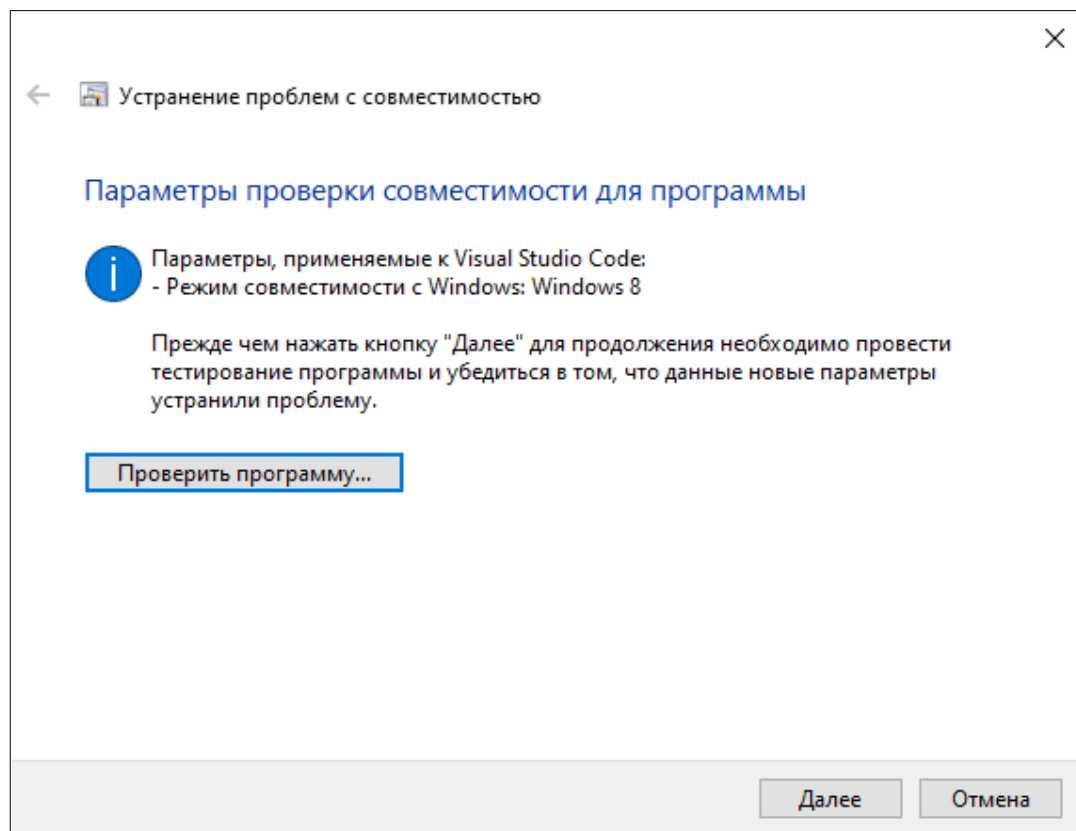 Устранение проблем с совместимостью
Параметры проверки совместимости для программы
Параметры, применяемые к Visual Studio Code:
- Режим совместимости с Windows: Windows 8
Прежде чем нажать кнопку "Далее" для продолжения необходимо провести
тестирование программы и убедиться в том, что данные новые параметры
устранили проблему.
Проверить программу...
Далее
Отмена